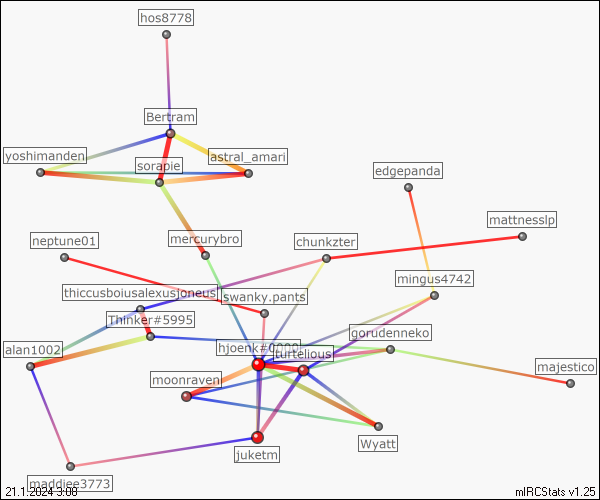 hos8778
Bertram
yoshimanden
sorapie
astral_amari
edgepanda
mattnesslp
neptune01
mercurybro
chunkzter
thiccusboiusalexusjoneus
swanky.pants
mingus4742
Thinker#5995
alan1002
hjoenk#0000
turtelious
gorudenneko
moonraven
majestico
Wyatt
juketm
maddiee3773
21.1.2024 3:08
mIRCStats v1.25